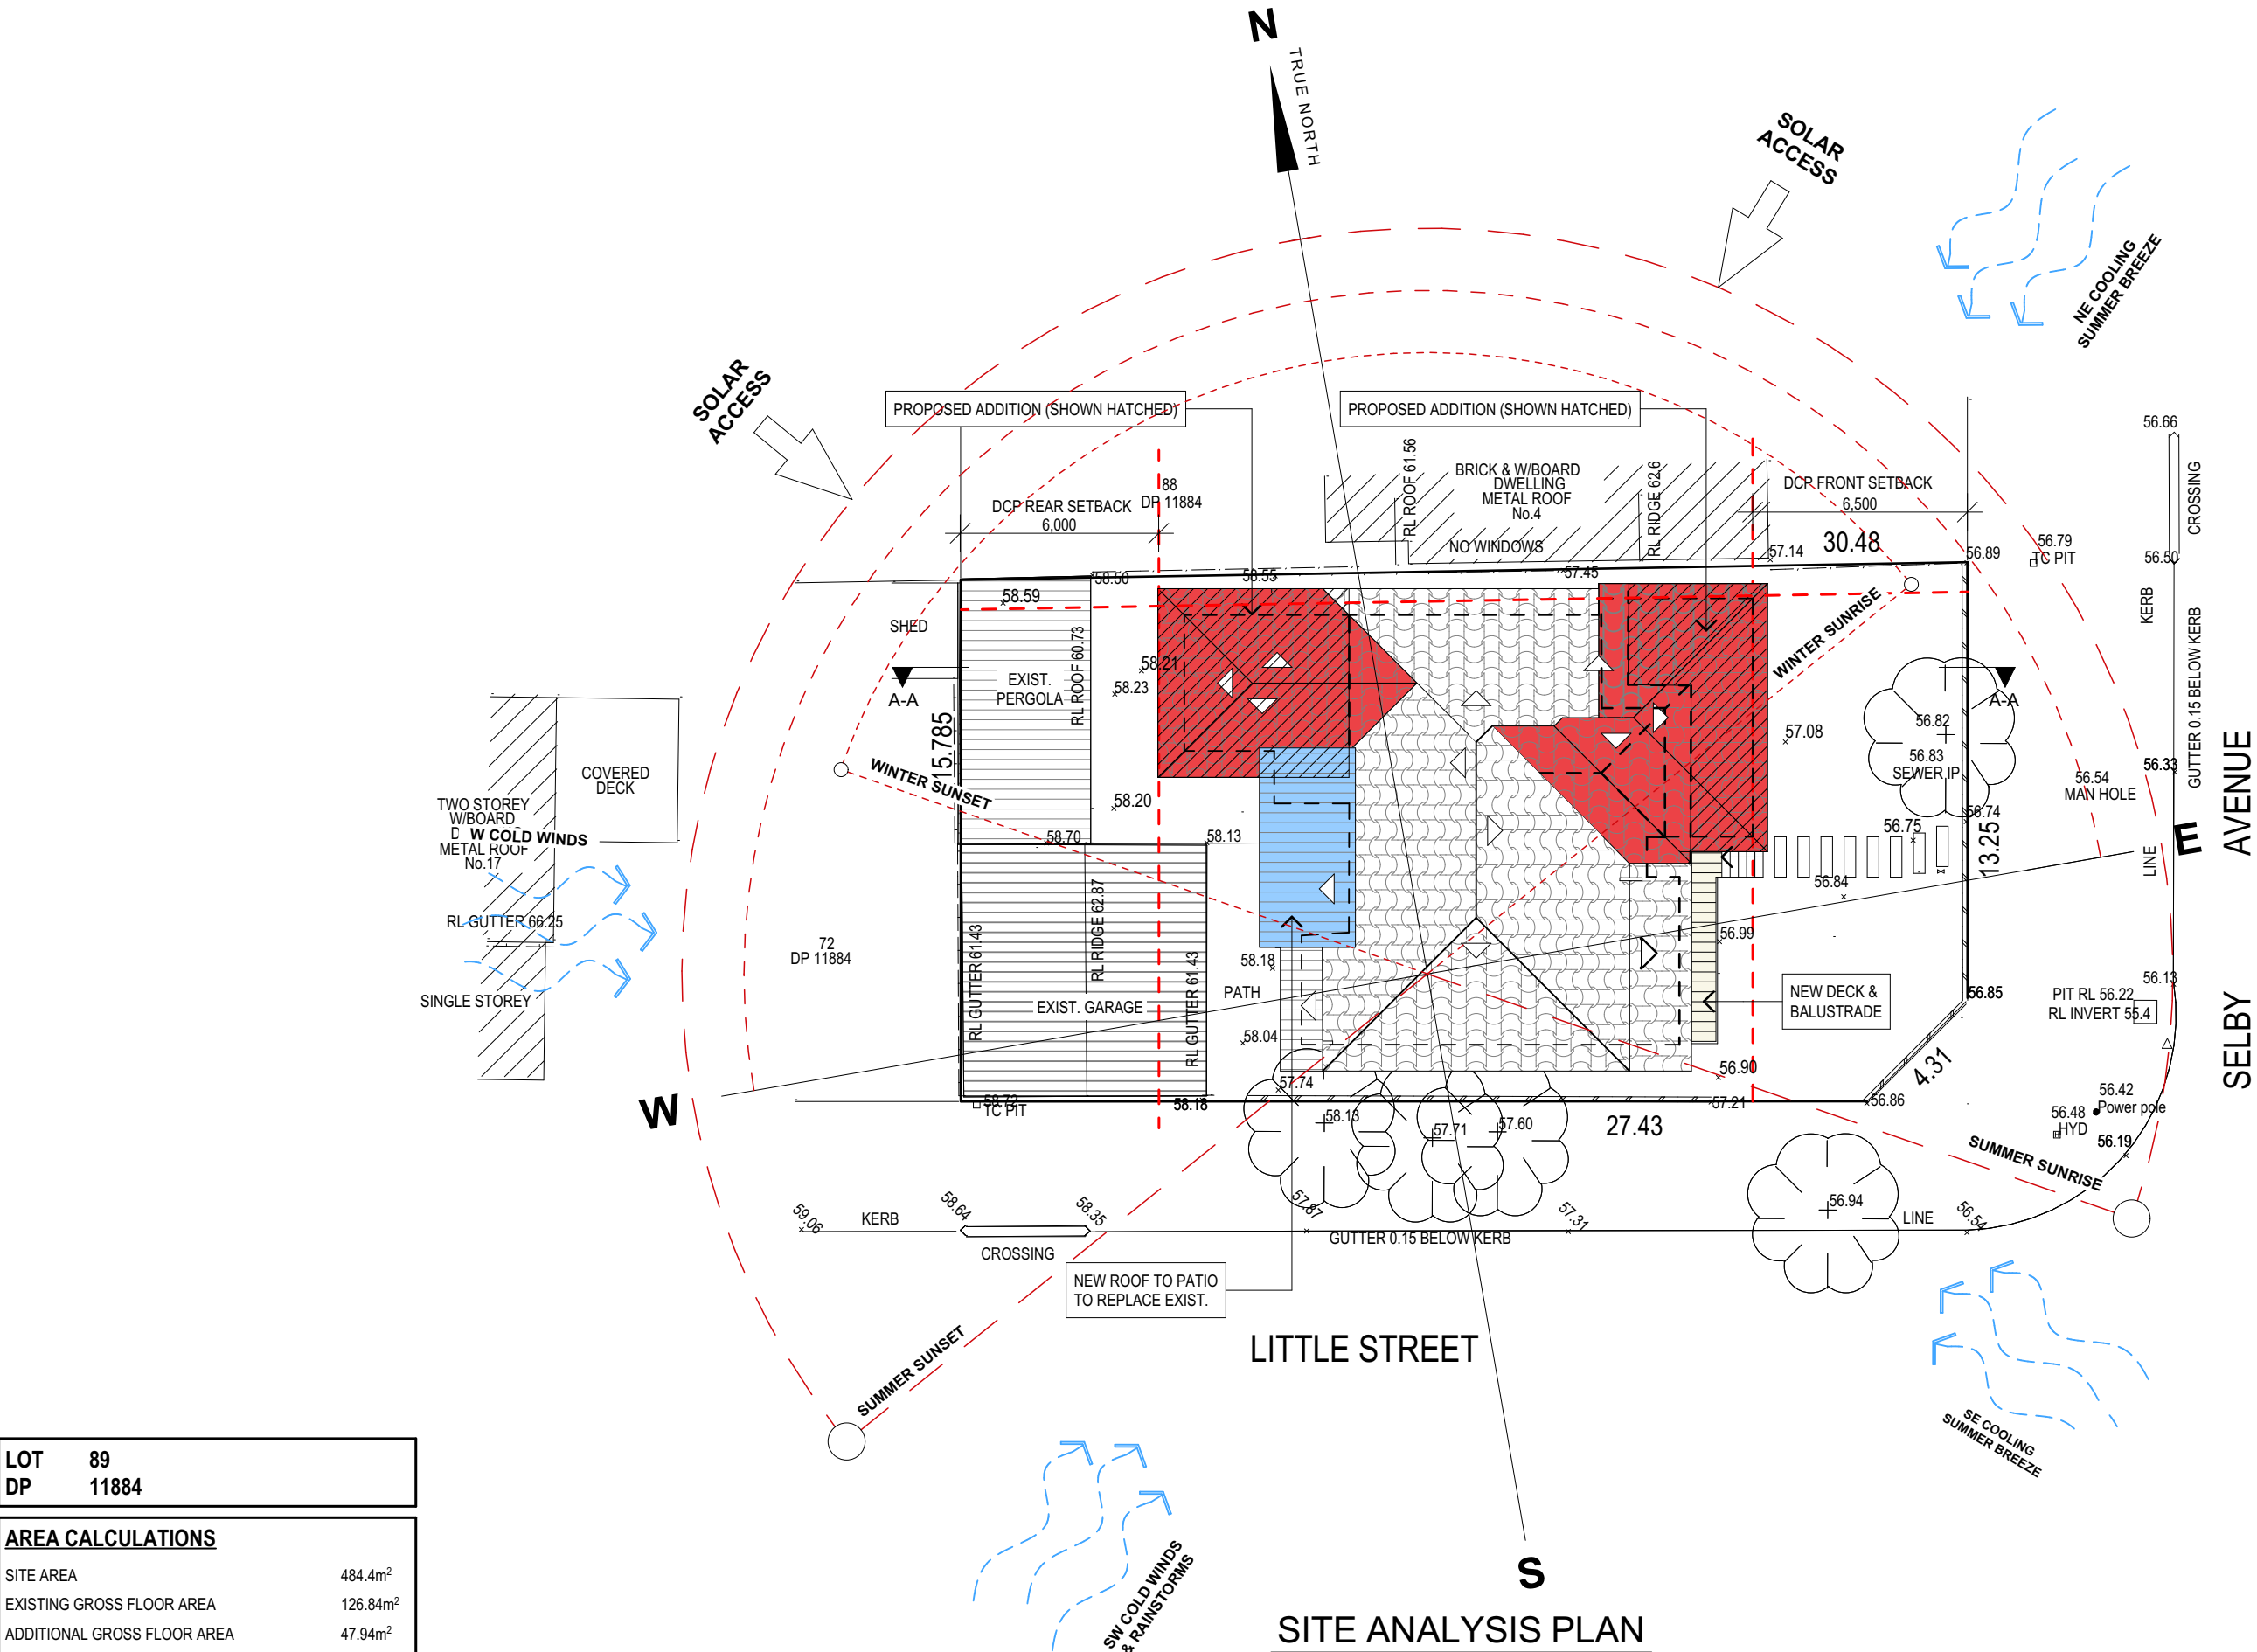 N
TRUE NORTH
SOLAR
ACCESS
NE COOLING
SUMMER BREEZE
SOLAR
ACCESS
PROPOSED ADDITION (SHOWN HATCHED)
PROPOSED ADDITION (SHOWN HATCHED)
56.66
CROSSING
RL ROOF 61.56
BRICK & W/BOARD
DWELLING
METAL ROOF
No.4
RL RIDGE 62.6
88
DP 11884
DCP REAR SETBACK
6,000
DCP FRONT SETBACK
6,500
NO WINDOWS
57.14
30.48
56.89
56.79
TC PIT
56.50
58.50
58.55
57.45
58.59
SHED
WINTER SUNRISE
KERB
GUTTER 0.15 BELOW KERB
EXIST.
PERGOLA
RL ROOF 60.73
58.21
58.23
A-A
A-A
15.785
56.82
56.83
SEWER IP
57.08
COVERED
DECK
WINTER SUNSET
56.33
56.54
MAN HOLE
TWO STOREY
W/BOARD
D
W COLD WINDS
METAL ROOF
No.17
58.20
58.70
58.13
56.74
56.75
13.25
E
LINE
SELBY AVENUE
RL RIDGE 62.87
56.84
RL GUTTER 66.25
72
DP 11884
RL GUTTER 61.43
RL GUTTER 61.43
56.99
58.18
PATH
SINGLE STOREY
EXIST. GARAGE
NEW DECK &
BALUSTRADE
56.85
56.13
PIT RL 56.22
RL INVERT 55.4
58.04
56.90
4.31
W
57.74
58.72
TC PIT
58.18
57.21
56.86
56.42
Power pole
58.13
57.71
57.60
27.43
56.48
HYD
56.19
SUMMER SUNRISE
59.06
KERB
58.64
58.35
57.87
57.31
56.94
LINE
56.54
CROSSING
GUTTER 0.15 BELOW KERB
NEW ROOF TO PATIO
TO REPLACE EXIST.
LITTLE STREET
SUMMER SUNSET
SE COOLING
SUMMER BREEZE
SW COLD WINDS
& RAINSTORMS
S
SITE ANALYSIS PLAN
LOT 89
DP 11884
AREA CALCULATIONS
SITE AREA 484.4m²
EXISTING GROSS FLOOR AREA 126.84m²
ADDITIONAL GROSS FLOOR AREA 47.94m²